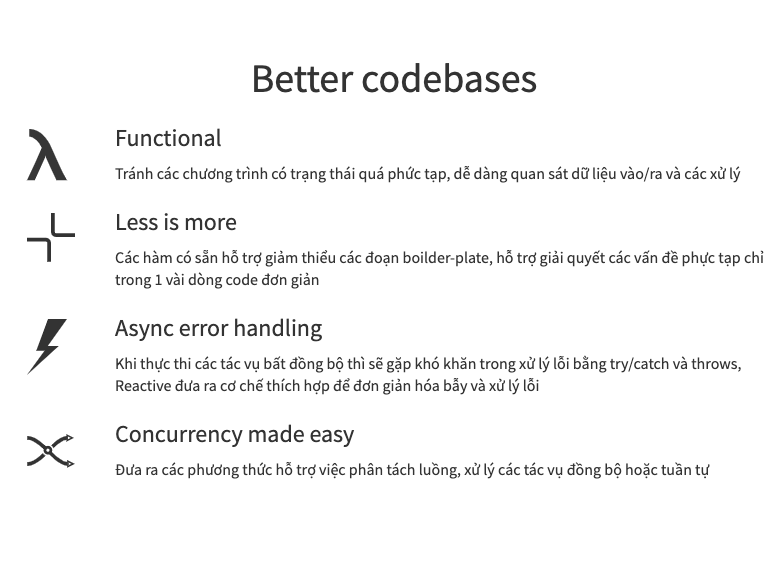 Better codebases
Functional
Tránh các chương trình có trạng thái quá phức tạp, dễ dàng quan sát dữ liệu vào/ra và các xử lý
Less is more
Các hàm có sẵn hỗ trợ giảm thiểu các đoạn boilder-plate, hỗ trợ giải quyết các vấn đề phực tạp chỉ
trong 1 vài dòng code đơn giản
Async error handling
Khi thực thi các tác vụ bất đồng bộ thì sẽ gặp khó khăn trong xử lý lỗi bằng try/catch và throws,
Reactive đưa ra cơ chế thích hợp để đơn giản hóa bẫy và xử lý lỗi
Concurrency made easy
Đưa ra các phương thức hỗ trợ việc phân tách luồng, xử lý các tác vụ đồng bộ hoặc tuần tự